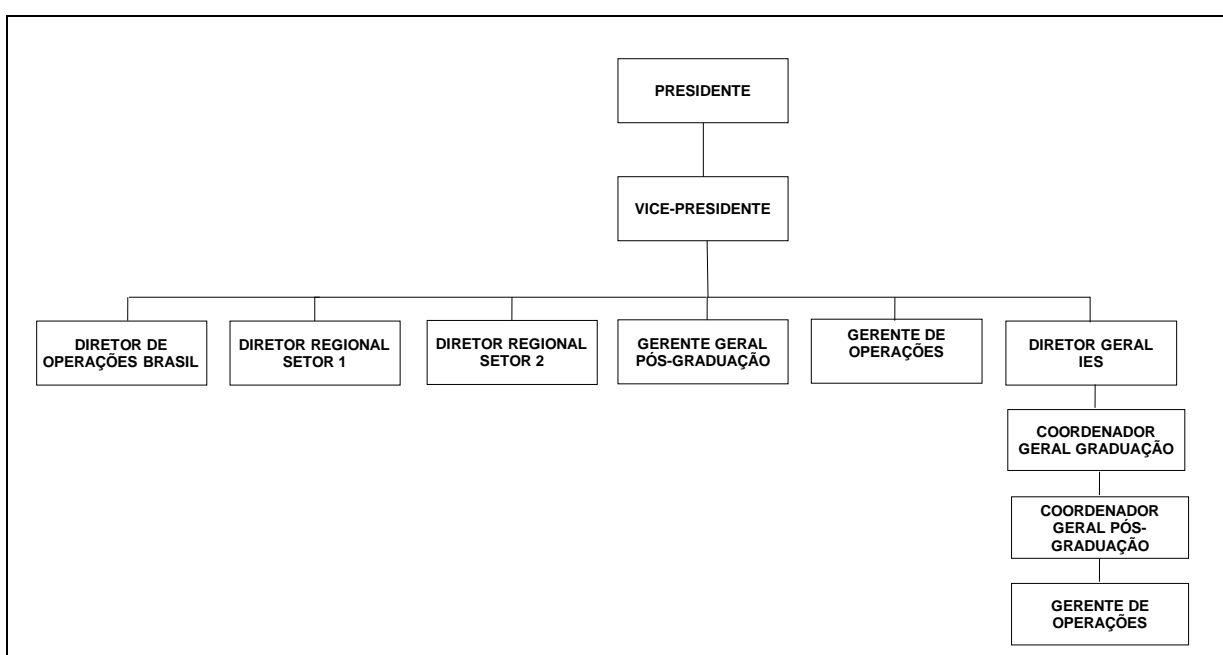 PRESIDENTE
VICE-PRESIDENTE
DIRETOR DE
OPERAÇÕES BRASIL
DIRETOR REGIONAL
SETOR 1
DIRETOR REGIONAL
SETOR 2
GERENTE GERAL
PÓS-GRADUAÇÃO
GERENTE DE
OPERAÇÕES
DIRETOR GERAL
IES
COORDENADOR
GERAL GRADUAÇÃO
COORDENADOR
GERAL PÓS-
GRADUAÇÃO
GERENTE DE
OPERAÇÕES